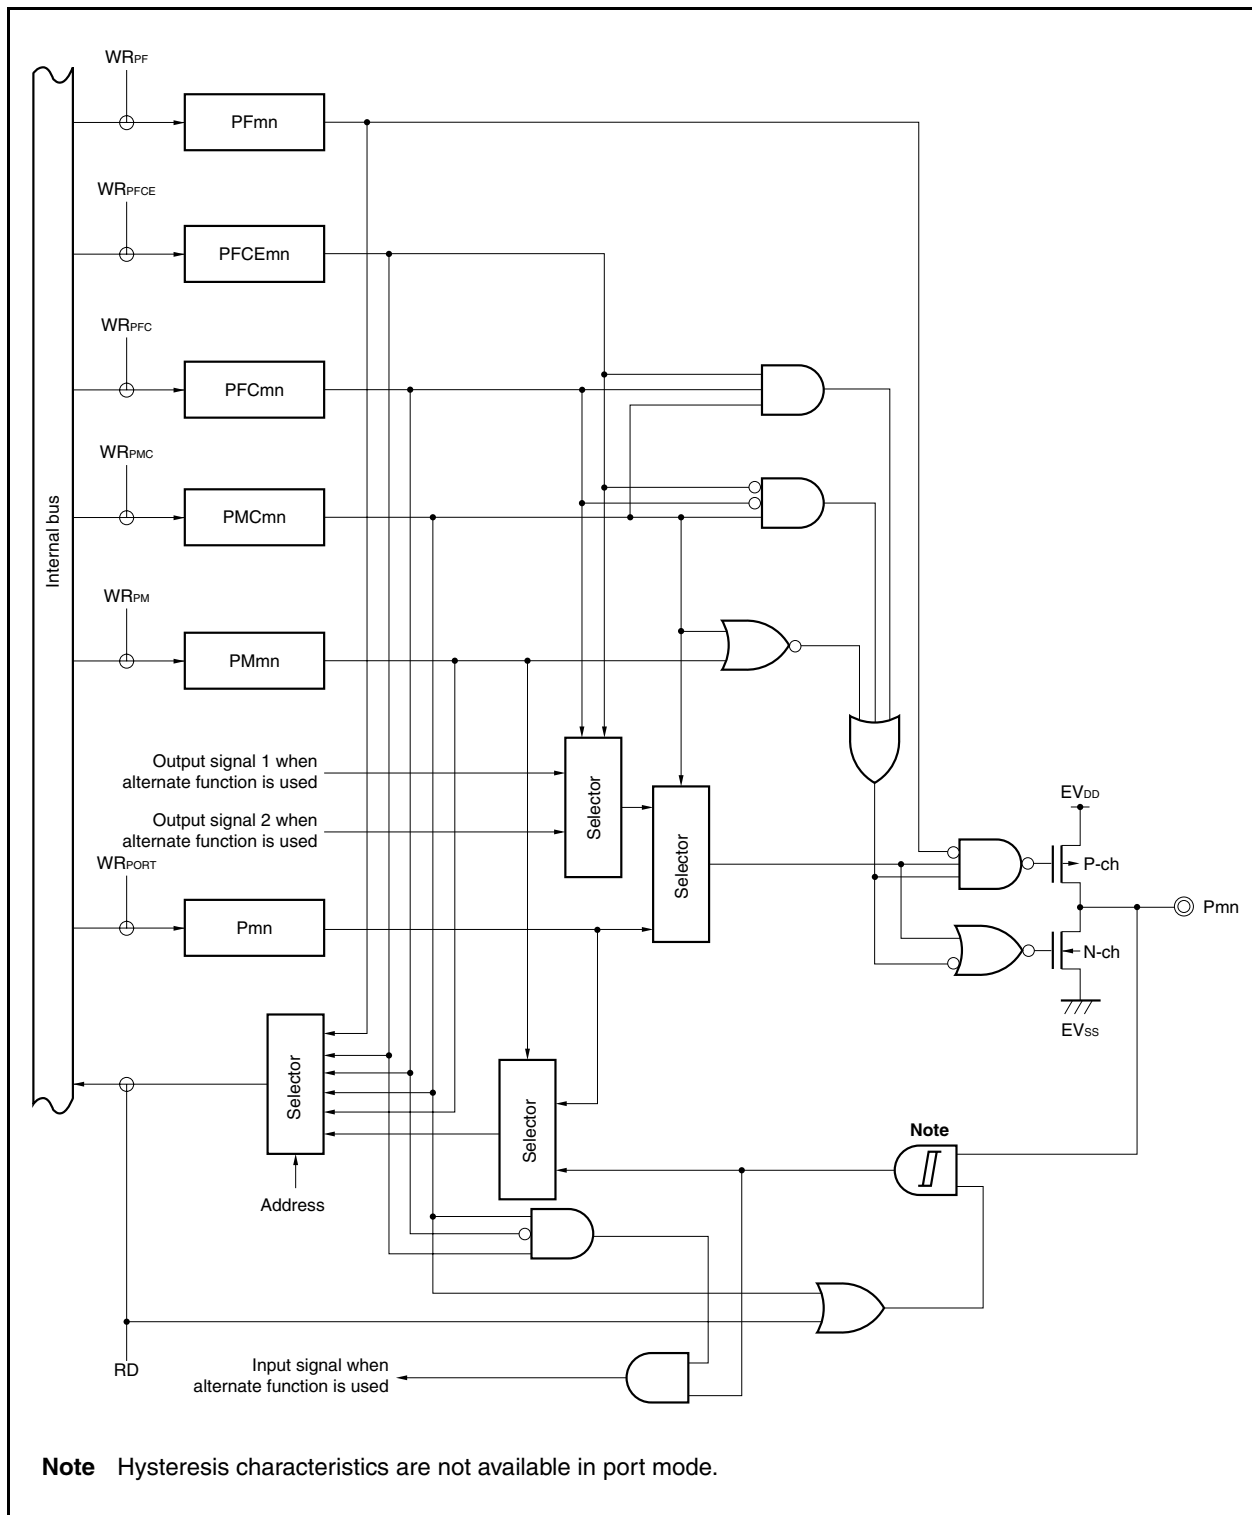 WRPF
PFmn
WRPFCE
PFCEmn
WRPFC
PFCmn
WRPMC
PMCmn
Internal bus
WRPM
PMmn
Output signal 1 when
alternate function is used
Output signal 2 when
alternate function is used
Selector
Selector
WRPORT
Pmn
EVDD
P-ch
Pmn
N-ch
EVSS
Selector
Selector
Note
Address
RD
Input signal when
alternate function is used
Note Hysteresis characteristics are not available in port mode.